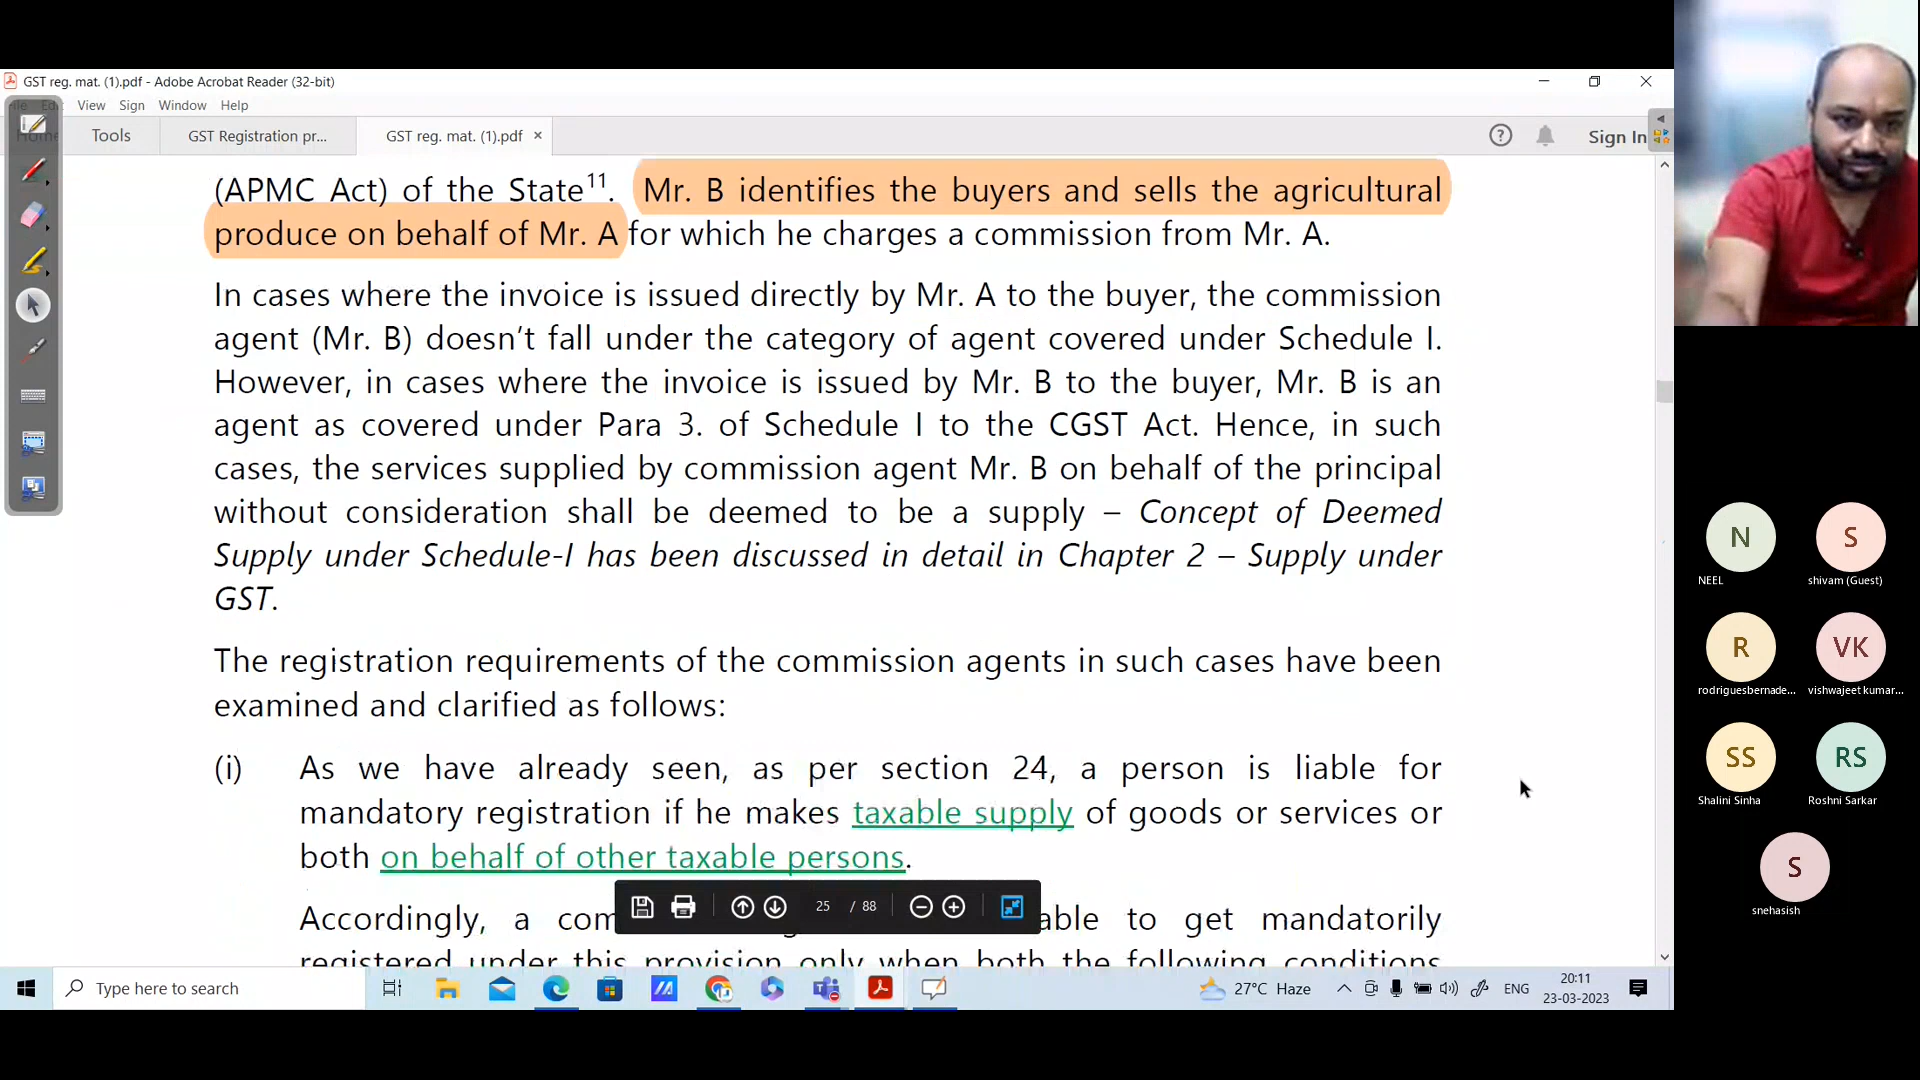 GST reg. mat. (1).pdf - Adobe Acrobat Reader (32-bit)
View Sign Window Help
Tools
GST Registration pr...
GST reg. mat. (1).pdf ×
Sign In
(APMC Act) of the State11. Mr. B identifies the buyers and sells the agricultural
produce on behalf of Mr. A for which he charges a commission from Mr. A.
In cases where the invoice is issued directly by Mr. A to the buyer, the commission
agent (Mr. B) doesn’t fall under the category of agent covered under Schedule I.
However, in cases where the invoice is issued by Mr. B to the buyer, Mr. B is an
agent as covered under Para 3. of Schedule I to the CGST Act. Hence, in such
cases, the services supplied by commission agent Mr. B on behalf of the principal
without consideration shall be deemed to be a supply – Concept of Deemed
Supply under Schedule-I has been discussed in detail in Chapter 2 – Supply under
GST.
The registration requirements of the commission agents in such cases have been
examined and clarified as follows:
(i) As we have already seen, as per section 24, a person is liable for
mandatory registration if he makes taxable supply of goods or services or
both on behalf of other taxable persons.
Accordingly, a com able to get mandatorily
registered under this provision only when both the following conditions
25 / 88
Type here to search
27°C Haze
ENG
20:11
23-03-2023
N
NEEL
S
shivam (Guest)
R
rodriguesbernade...
VK
vishwajeet kumar...
SS
Shalini Sinha
RS
Roshni Sarkar
S
snehasish